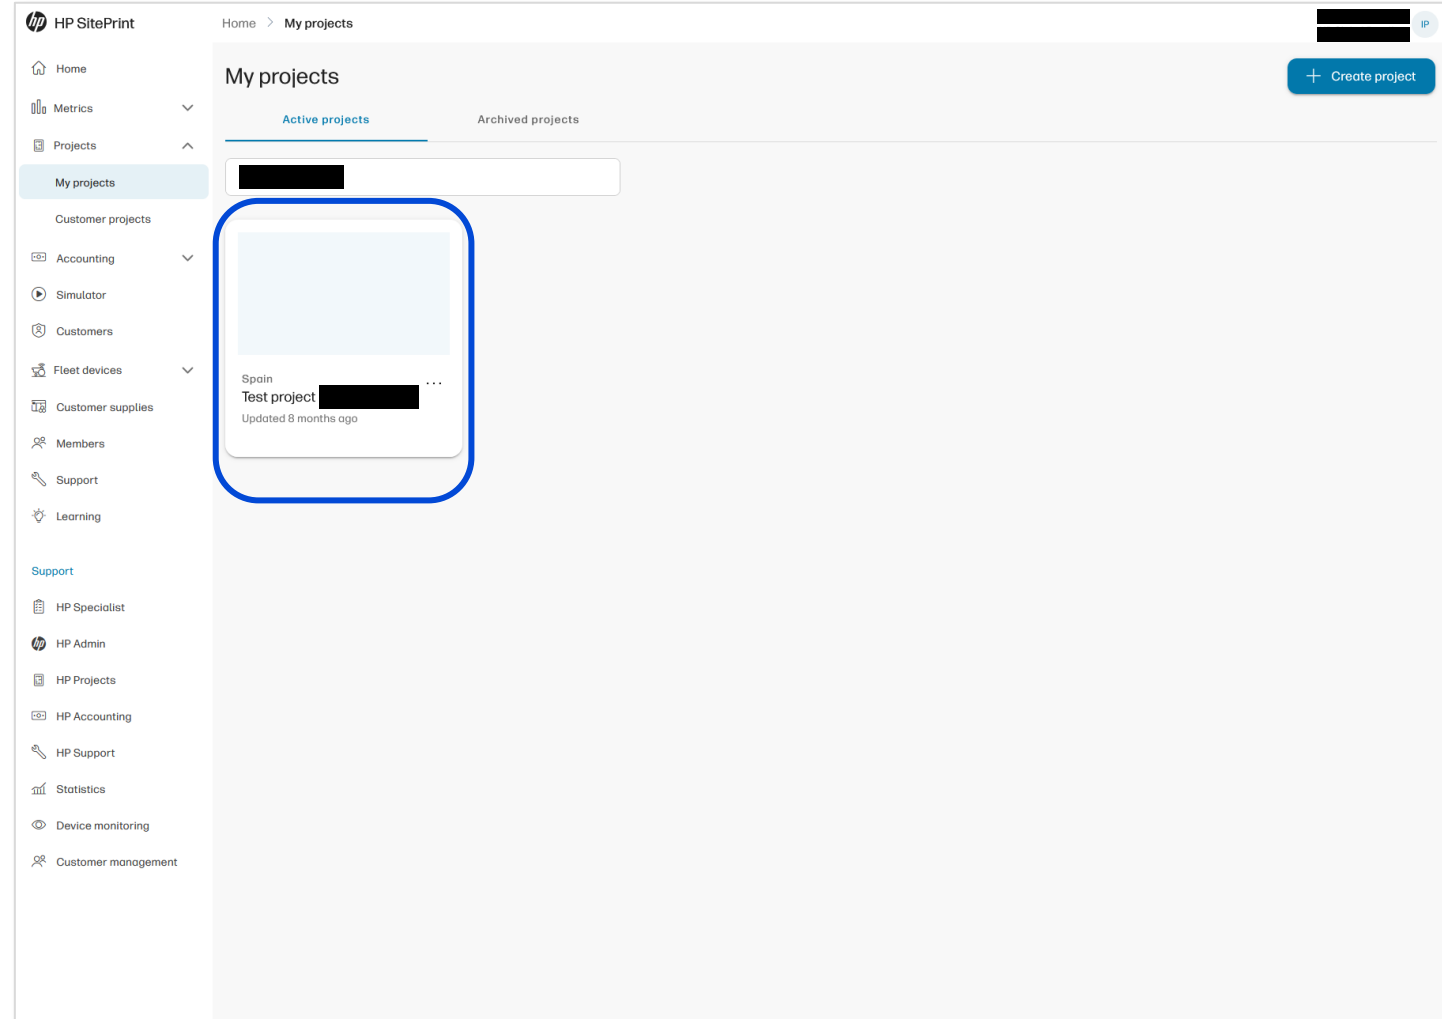 HP SitePrint
Home > My projects
IP
Home
Metrics
Projects
My projects
Customer projects
Accounting
Simulator
Customers
Fleet devices
Customer supplies
Members
Support
Learning
Support
HP Specialist
HP Admin
HP Projects
HP Accounting
HP Support
Statistics
Device monitoring
Customer management
My projects
+ Create project
Active projects
Archived projects
Spain
Test project
...
Updated 8 months ago